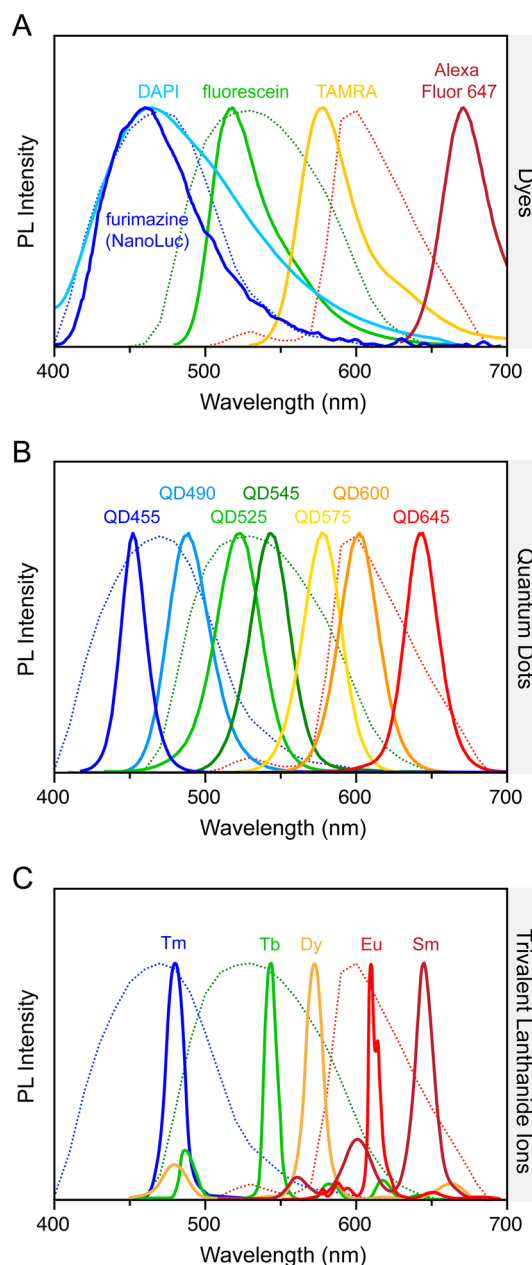 A
DAPI
fluorescein
TAMRA
Alexa
Fluor 647
furimazine
(NanoLuc)
PL Intensity
Dyes
400
500
600
700
Wavelength (nm)
B
QD490
QD545
QD600
QD455
QD525
QD575
QD645
PL Intensity
Quantum Dots
400
500
600
700
Wavelength (nm)
C
Tm
Tb
Dy
Eu
Sm
PL Intensity
Trivalent Lanthanide Ions
400
500
600
700
Wavelength (nm)